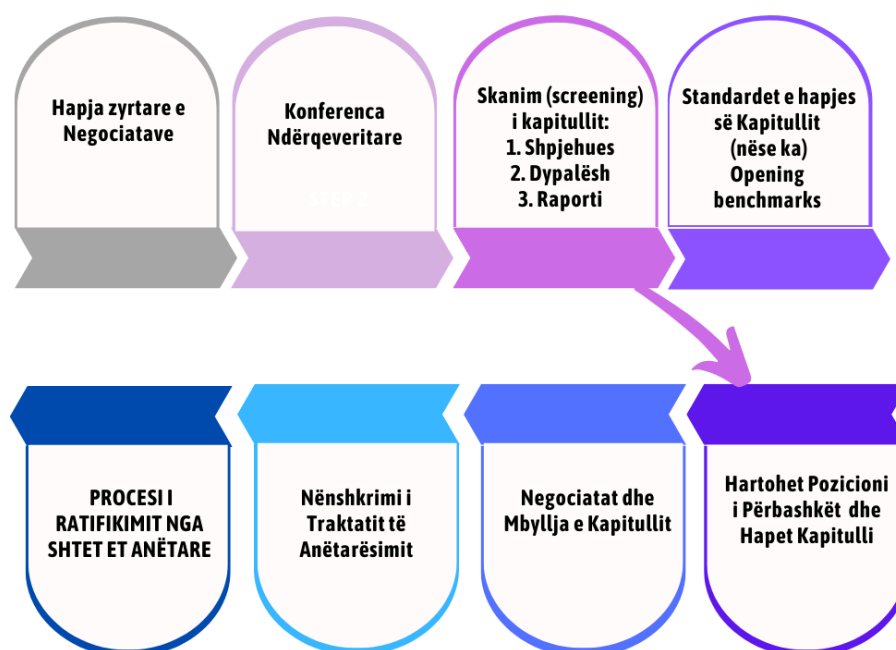 Hapja zyrtare e
Negociatave
Konferenca
Ndërqeveritare
STEP 2
Skanim (screening)
i kapitullit:
1. Shpjehues
2. Dypalësh
3. Raporti
Standardet e hapjes
së Kapitullit
(nëse ka)
Opening
benchmarks
PROCESI I
RATIFIKIMIT NGA
SHTET ET ANËTARE
Nënshkrimi i
Traktatit të
Anëtarësimit
Negociatat dhe
Mbyllja e Kapitullit
Hartohet Pozicioni
i Përbashkët dhe
Hapet Kapitulli